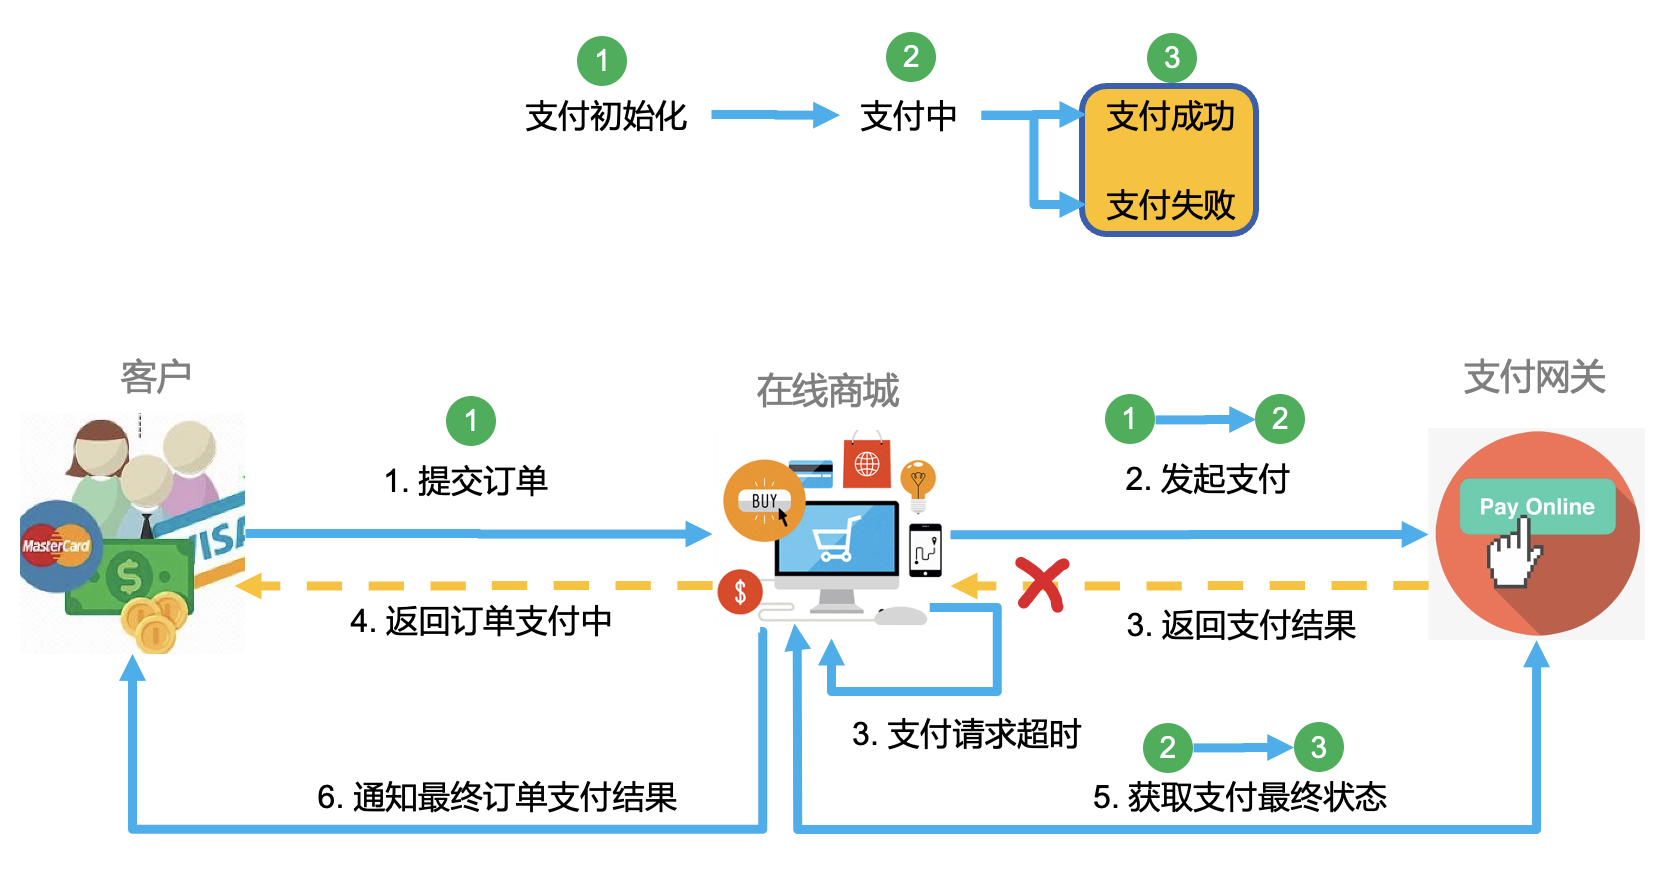 1
2
3
支付初始化
支付中
支付成功
支付失败
客户
在线商城
支付网关
1
1
2
1. 提交订单
2. 发起支付
BUY
Pay Online
VISA
MasterCard
$
$
4. 返回订单支付中
3. 返回支付结果
3. 支付请求超时
2
3
6. 通知最终订单支付结果
5. 获取支付最终状态